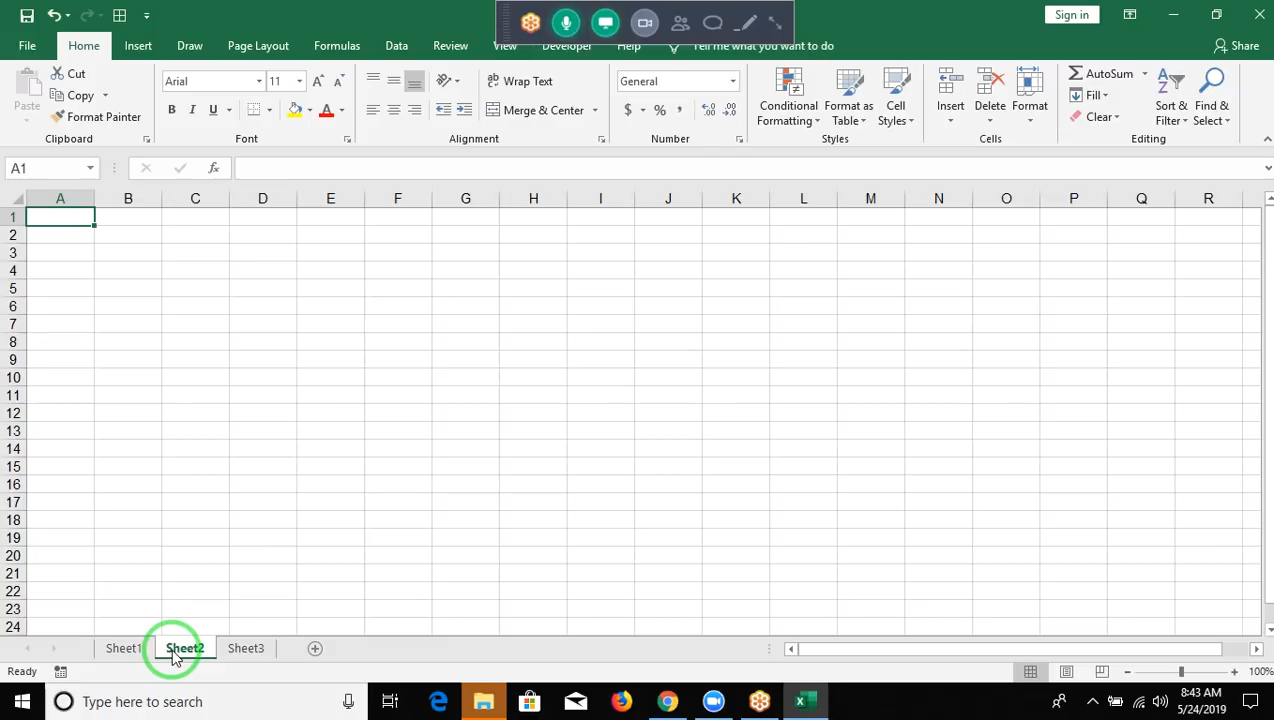 Sign in
File Home Insert Draw Page Layout Formulas Data Review View Developer Help Tell me what you want to do Share
Paste
Cut
Copy
Format Painter
Clipboard
Arial 11
B I U
Font
Wrap Text
Merge & Center
Alignment
General
$ % ,
Number
Conditional Formatting
Format as Table
Cell Styles
Styles
Insert
Delete
Format
Cells
AutoSum
Fill
Clear
Sort & Filter
Find & Select
Editing
A1 fx
A B C D E F G H I J K L M N O P Q R
1
2
3
4
5
6
7
8
9
10
11
12
13
14
15
16
17
18
19
20
21
22
23
24
Sheet1 Sheet2 Sheet3
Ready 100%
Type here to search
8:43 AM
5/24/2019